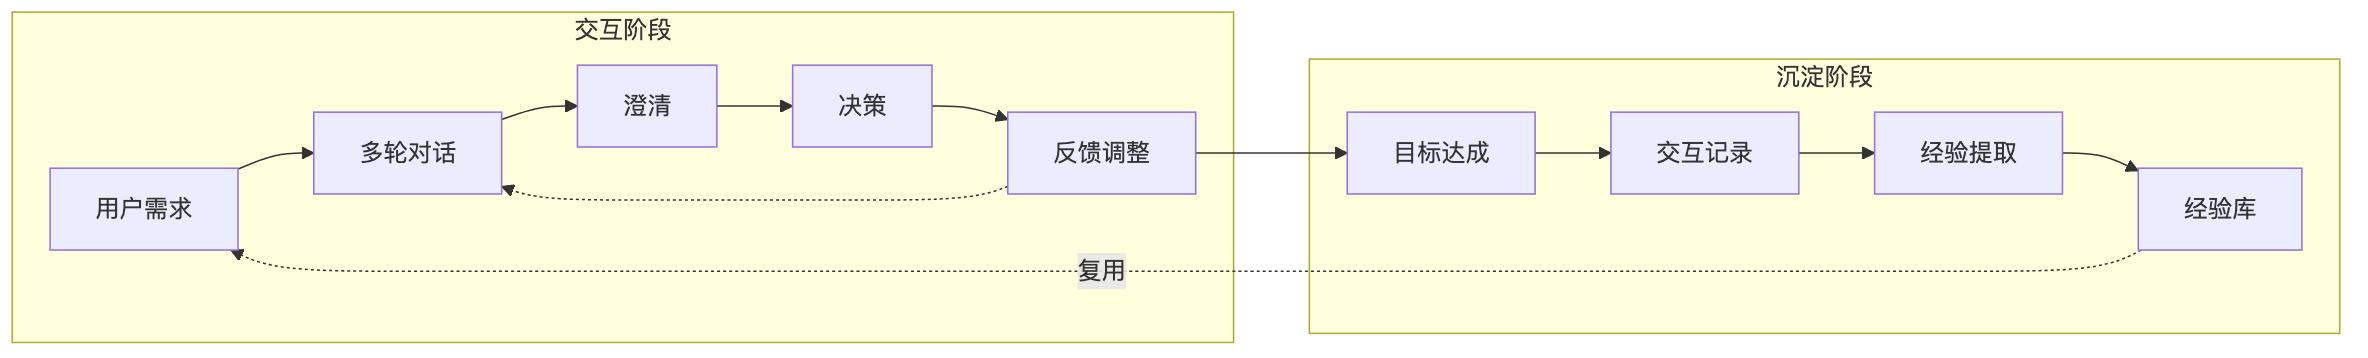 交互阶段
用户需求
多轮对话
澄清
决策
反馈调整
沉淀阶段
目标达成
交互记录
经验提取
经验库
复用